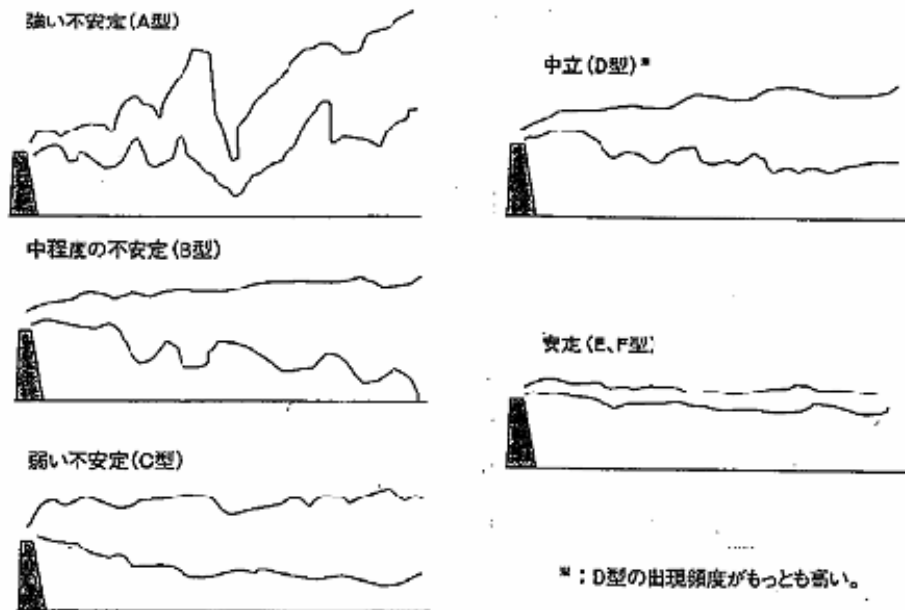 強い不安定(A型)
中程度の不安定(B型)
弱い不安定(C型)
中立(D型)※
安定(E、F型)
※：D型の出現頻度がもっとも高い。